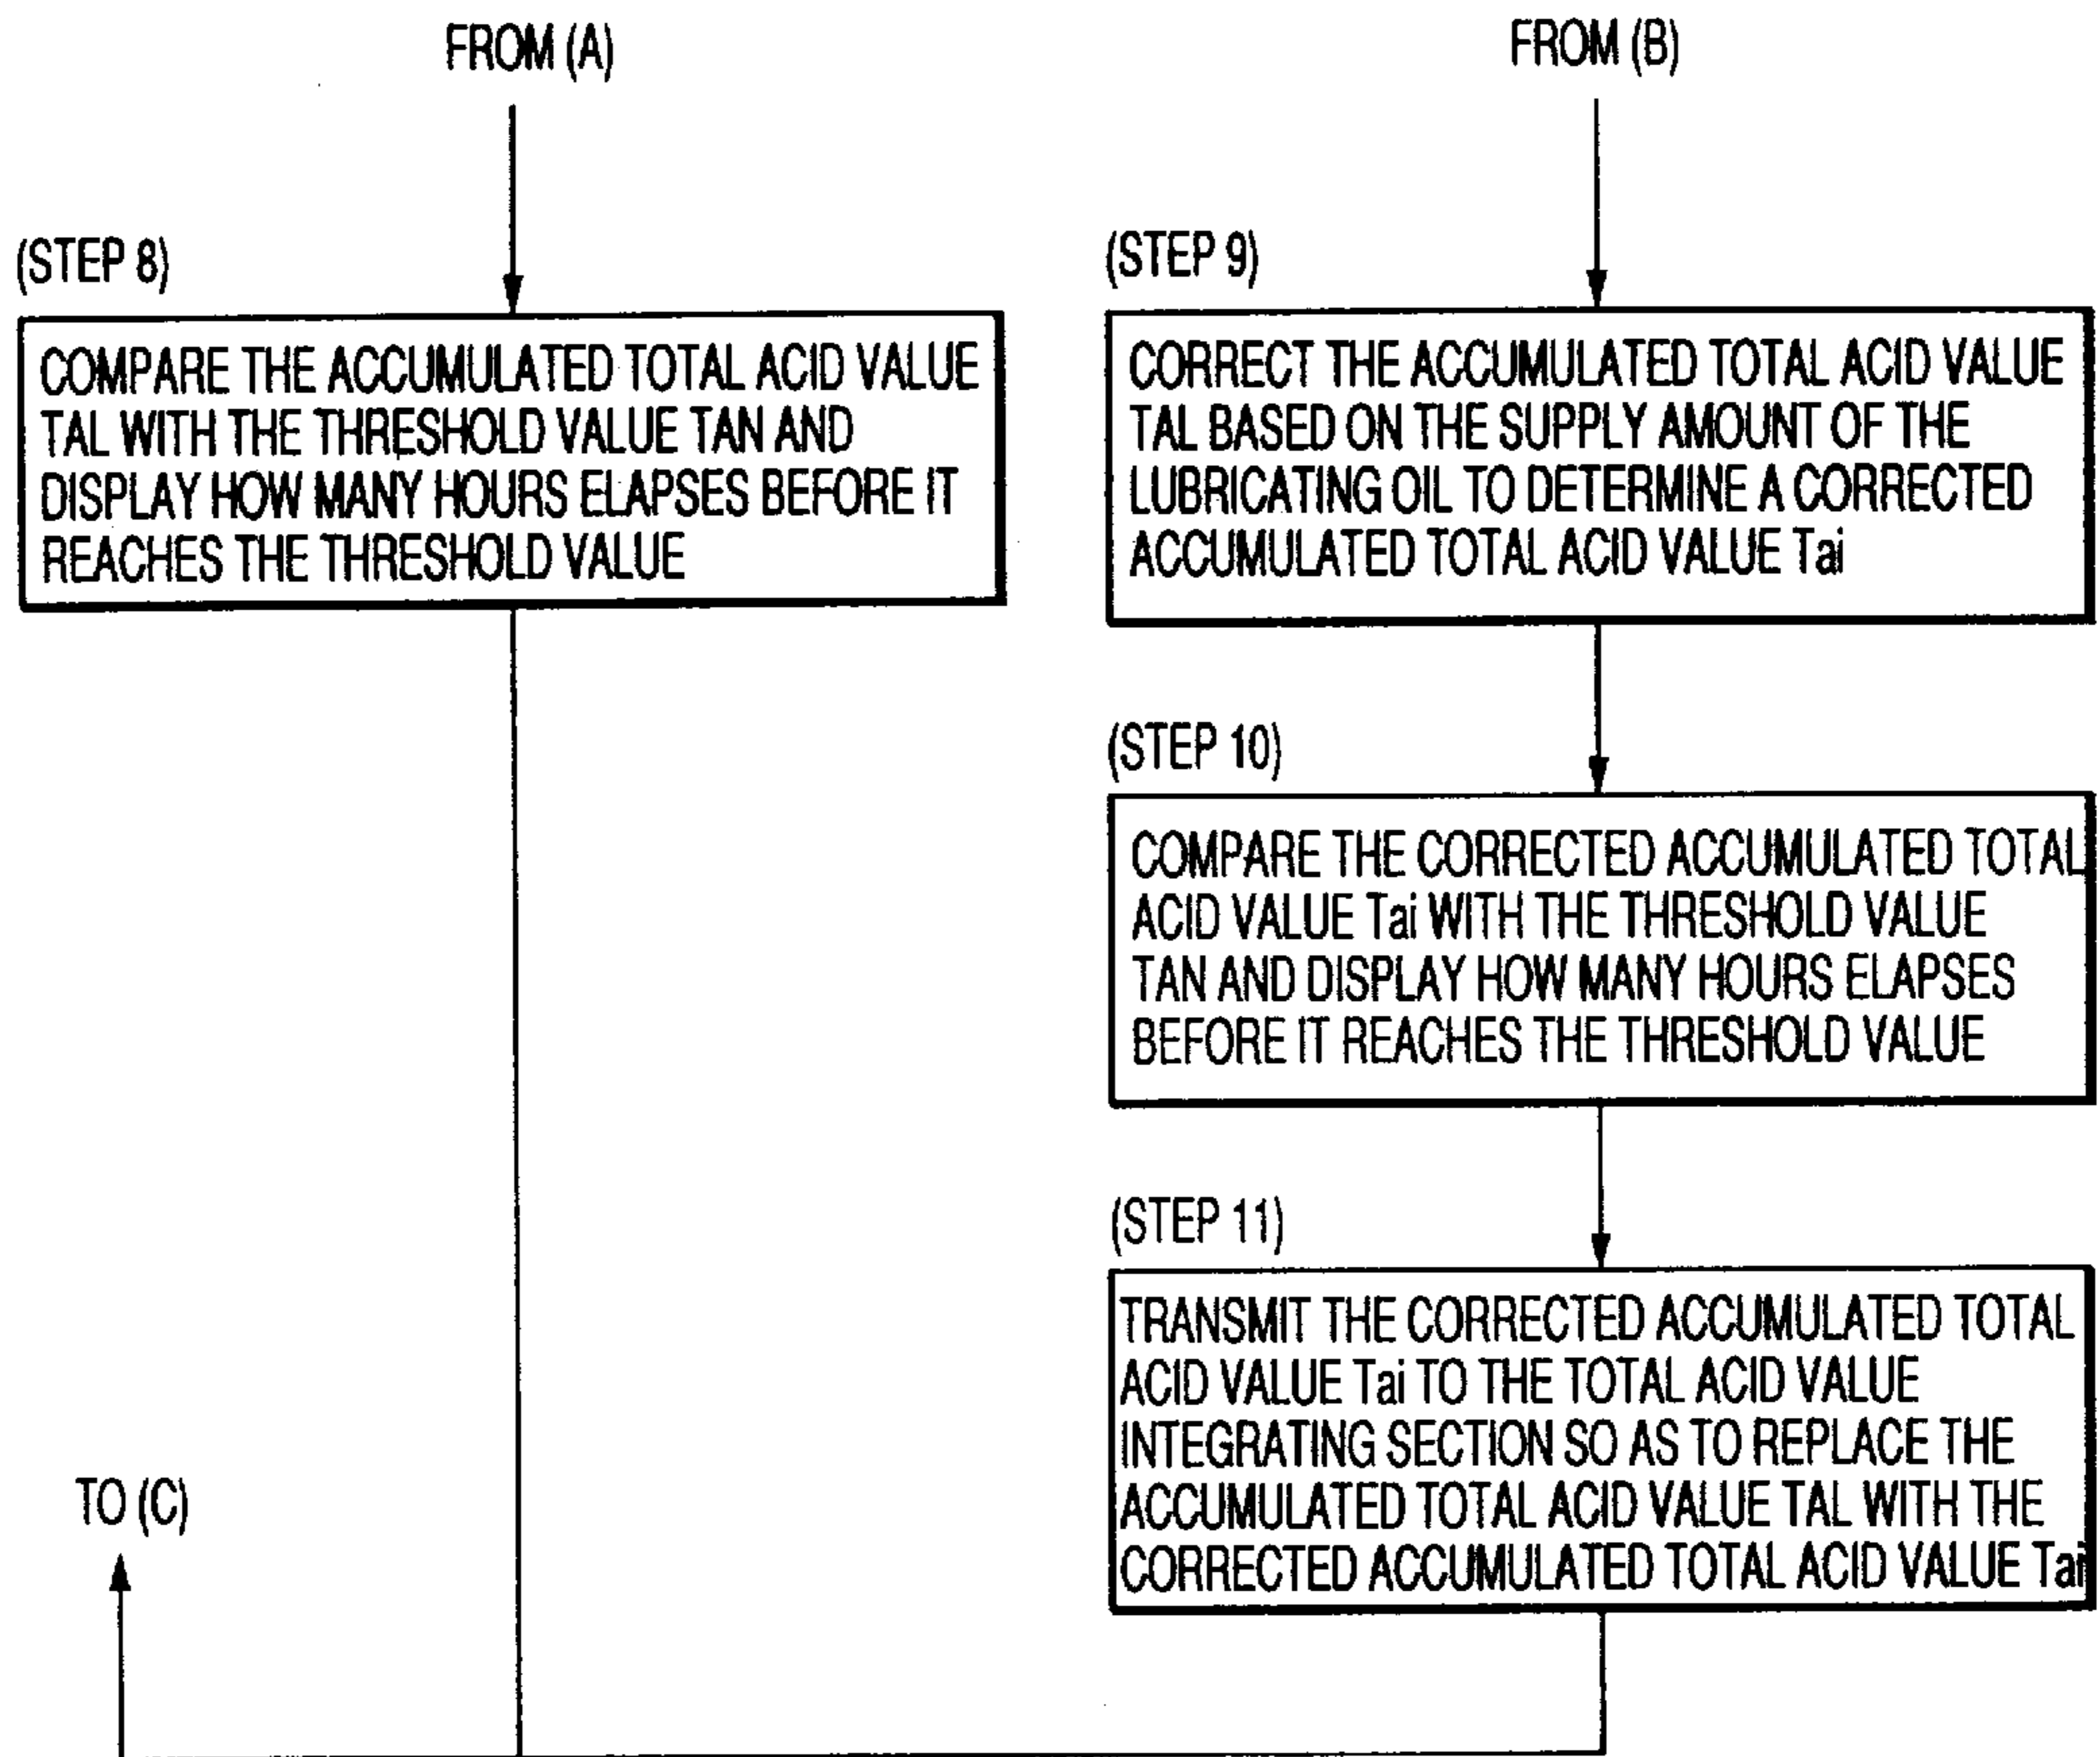 FROM (A)
(STEP 8)
COMPARE THE ACCUMULATED TOTAL ACID VALUE
TAL WITH THE THRESHOLD VALUE TAN AND
DISPLAY HOW MANY HOURS ELAPSES BEFORE IT
REACHES THE THRESHOLD VALUE
FROM (B)
(STEP 9)
CORRECT THE ACCUMULATED TOTAL ACID VALUE
TAL BASED ON THE SUPPLY AMOUNT OF THE
LUBRICATING OIL TO DETERMINE A CORRECTED
ACCUMULATED TOTAL ACID VALUE Tai
(STEP 10)
COMPARE THE CORRECTED ACCUMULATED TOTAL
ACID VALUE Tai WITH THE THRESHOLD VALUE
TAN AND DISPLAY HOW MANY HOURS ELAPSES
BEFORE IT REACHES THE THRESHOLD VALUE
(STEP 11)
TRANSMIT THE CORRECTED ACCUMULATED TOTAL
ACID VALUE Tai TO THE TOTAL ACID VALUE
INTEGRATING SECTION SO AS TO REPLACE THE
ACCUMULATED TOTAL ACID VALUE TAL WITH THE
CORRECTED ACCUMULATED TOTAL ACID VALUE Tai
TO (C)